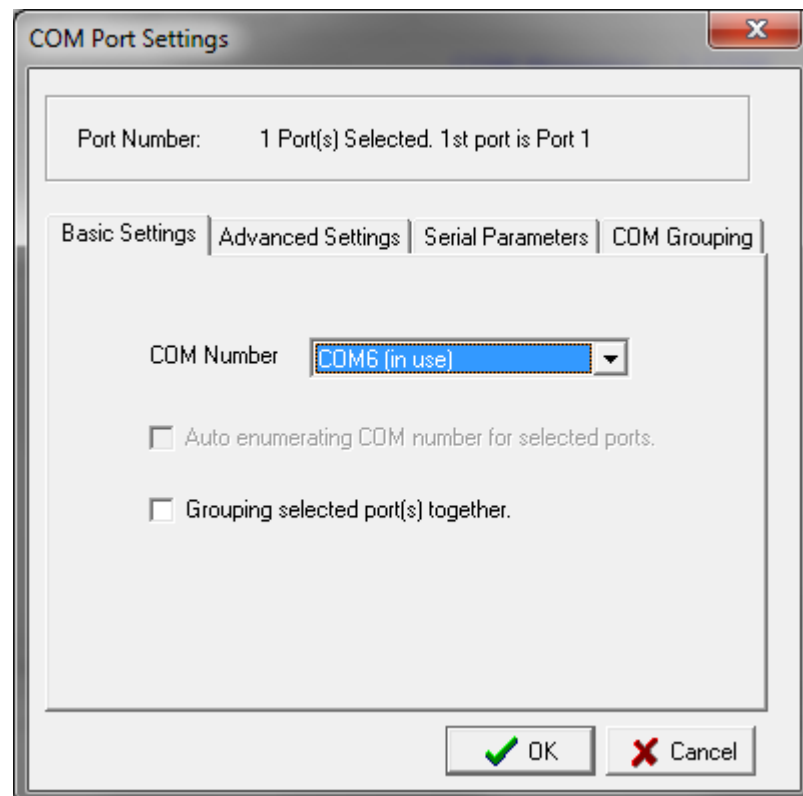 COM Port Settings
Port Number: 1 Port(s) Selected. 1st port is Port 1
Basic Settings Advanced Settings Serial Parameters COM Grouping
COM Number COM6 (in use)
Auto enumerating COM number for selected ports.
Grouping selected port(s) together.
OK Cancel